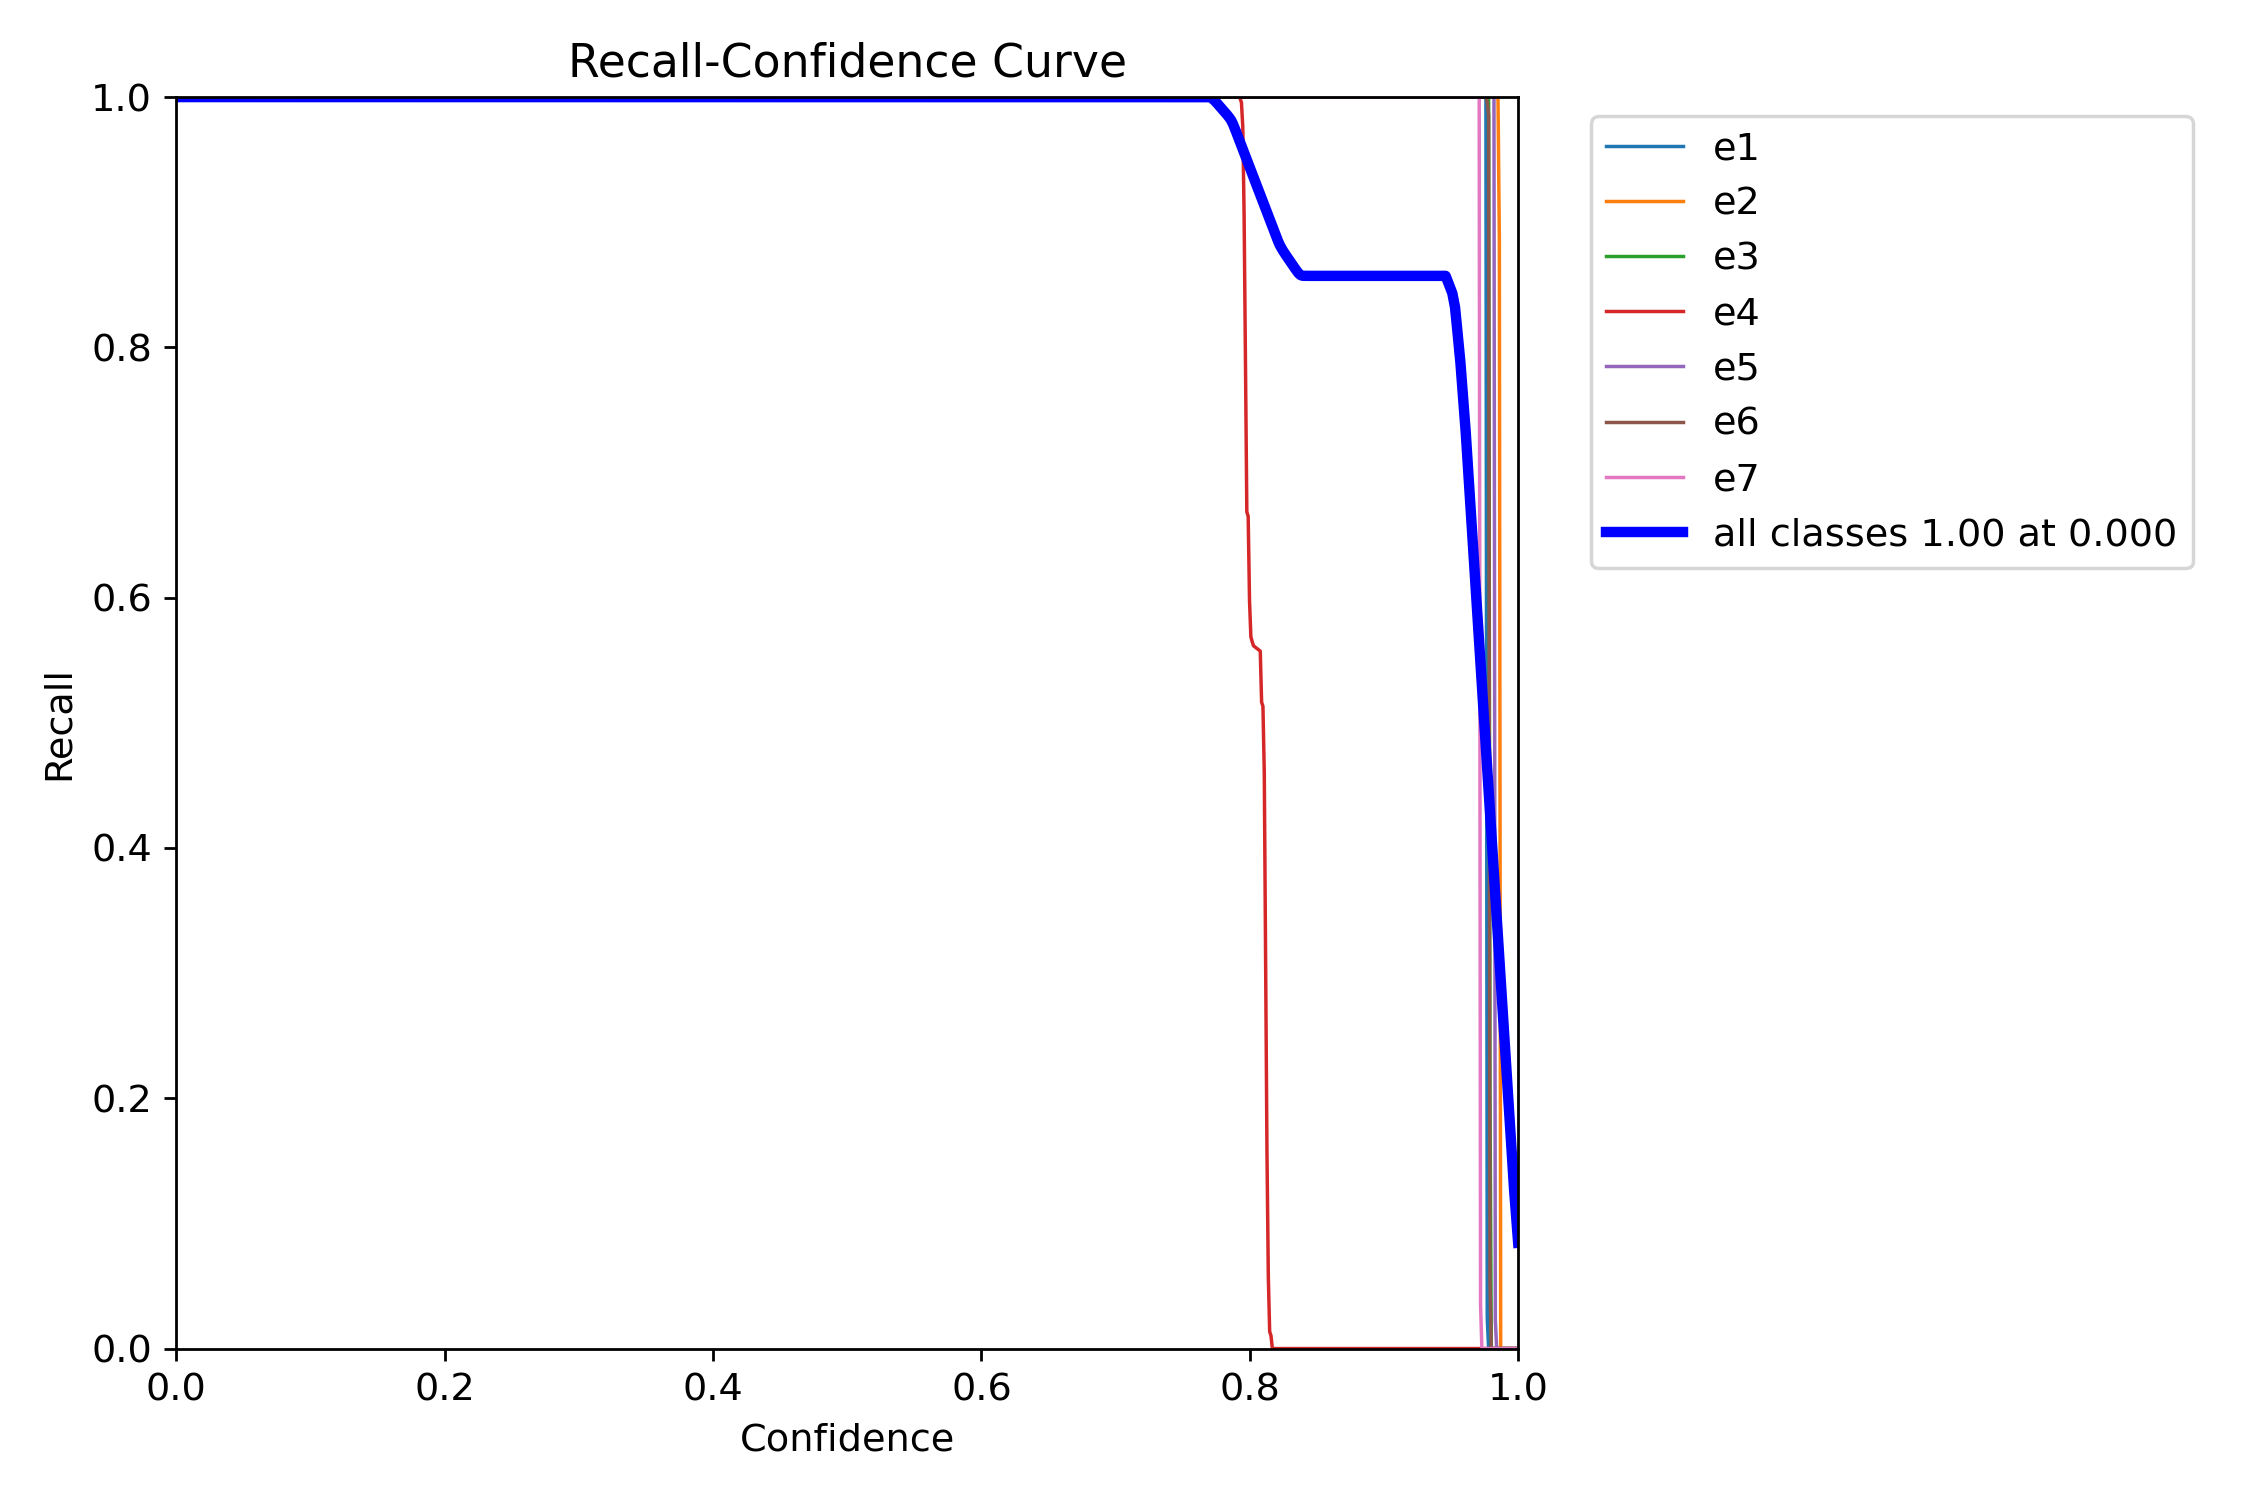 Recall-Confidence Curve
1.0
0.8
0.6
0.4
0.2
0.0
Recall
0.0 0.2 0.4 0.6 0.8 1.0
Confidence
e1
e2
e3
e4
e5
e6
e7
all classes 1.00 at 0.000